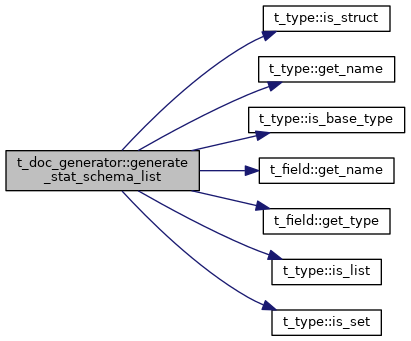 t_doc_generator::generate
_stat_schema_list
t_type::is_struct
t_type::get_name
t_type::is_base_type
t_field::get_name
t_field::get_type
t_type::is_list
t_type::is_set